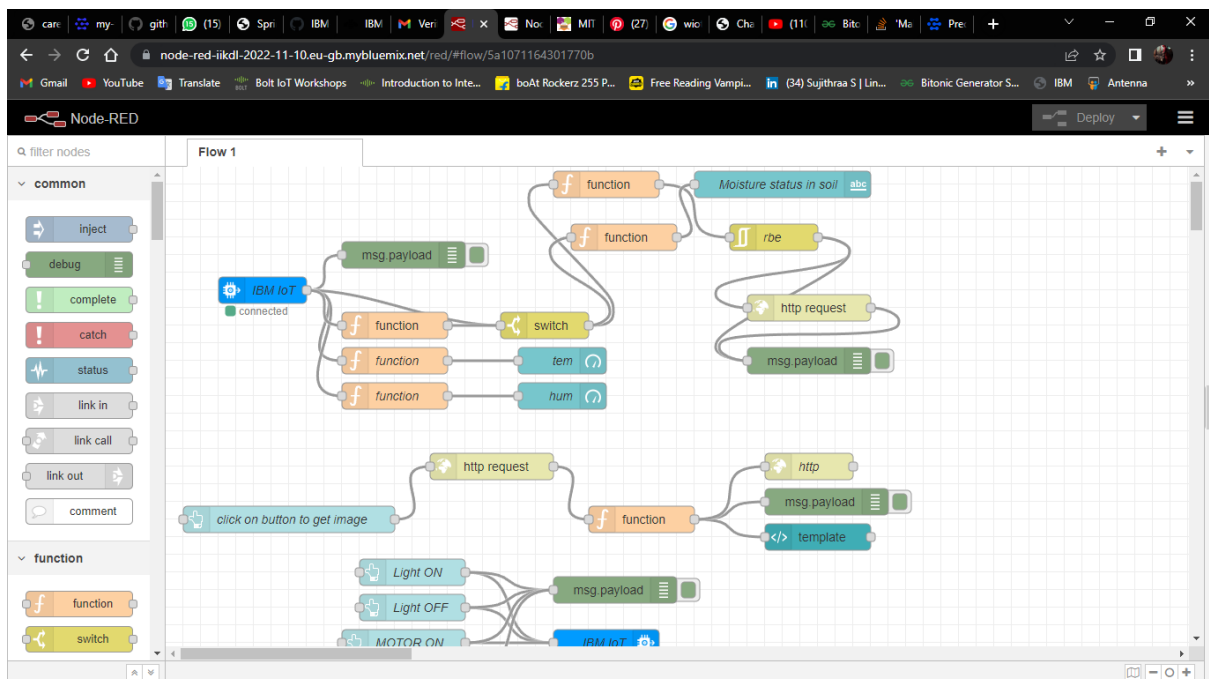 care my- gith (15) Spri IBM IBM Veri Noc MIT (27) wio Cha (11( Bitc 'Ma Prec
node-red-iikdl-2022-11-10.eu-gb.mybluemix.net/red/#flow/5a1071164301770b
Gmail YouTube Translate Bolt IoT Workshops Introduction to Inte... boAt Rockerz 255 P... Free Reading Vampi... (34) Sujithraa S | Lin... Bitonic Generator S... IBM Antenna »
Node-RED Deploy
filter nodes Flow 1
common
inject
debug
complete
catch
status
link in
link call
link out
comment
function
function
switch
function Moisture status in soil abc
function rbe
msg.payload
IBM IoT
connected
http request
function switch
function tem msg.payload
function hum
http request http
msg.payload
click on button to get image function
template
Light ON
msg.payload
Light OFF
MOTOR ON IBM IoT